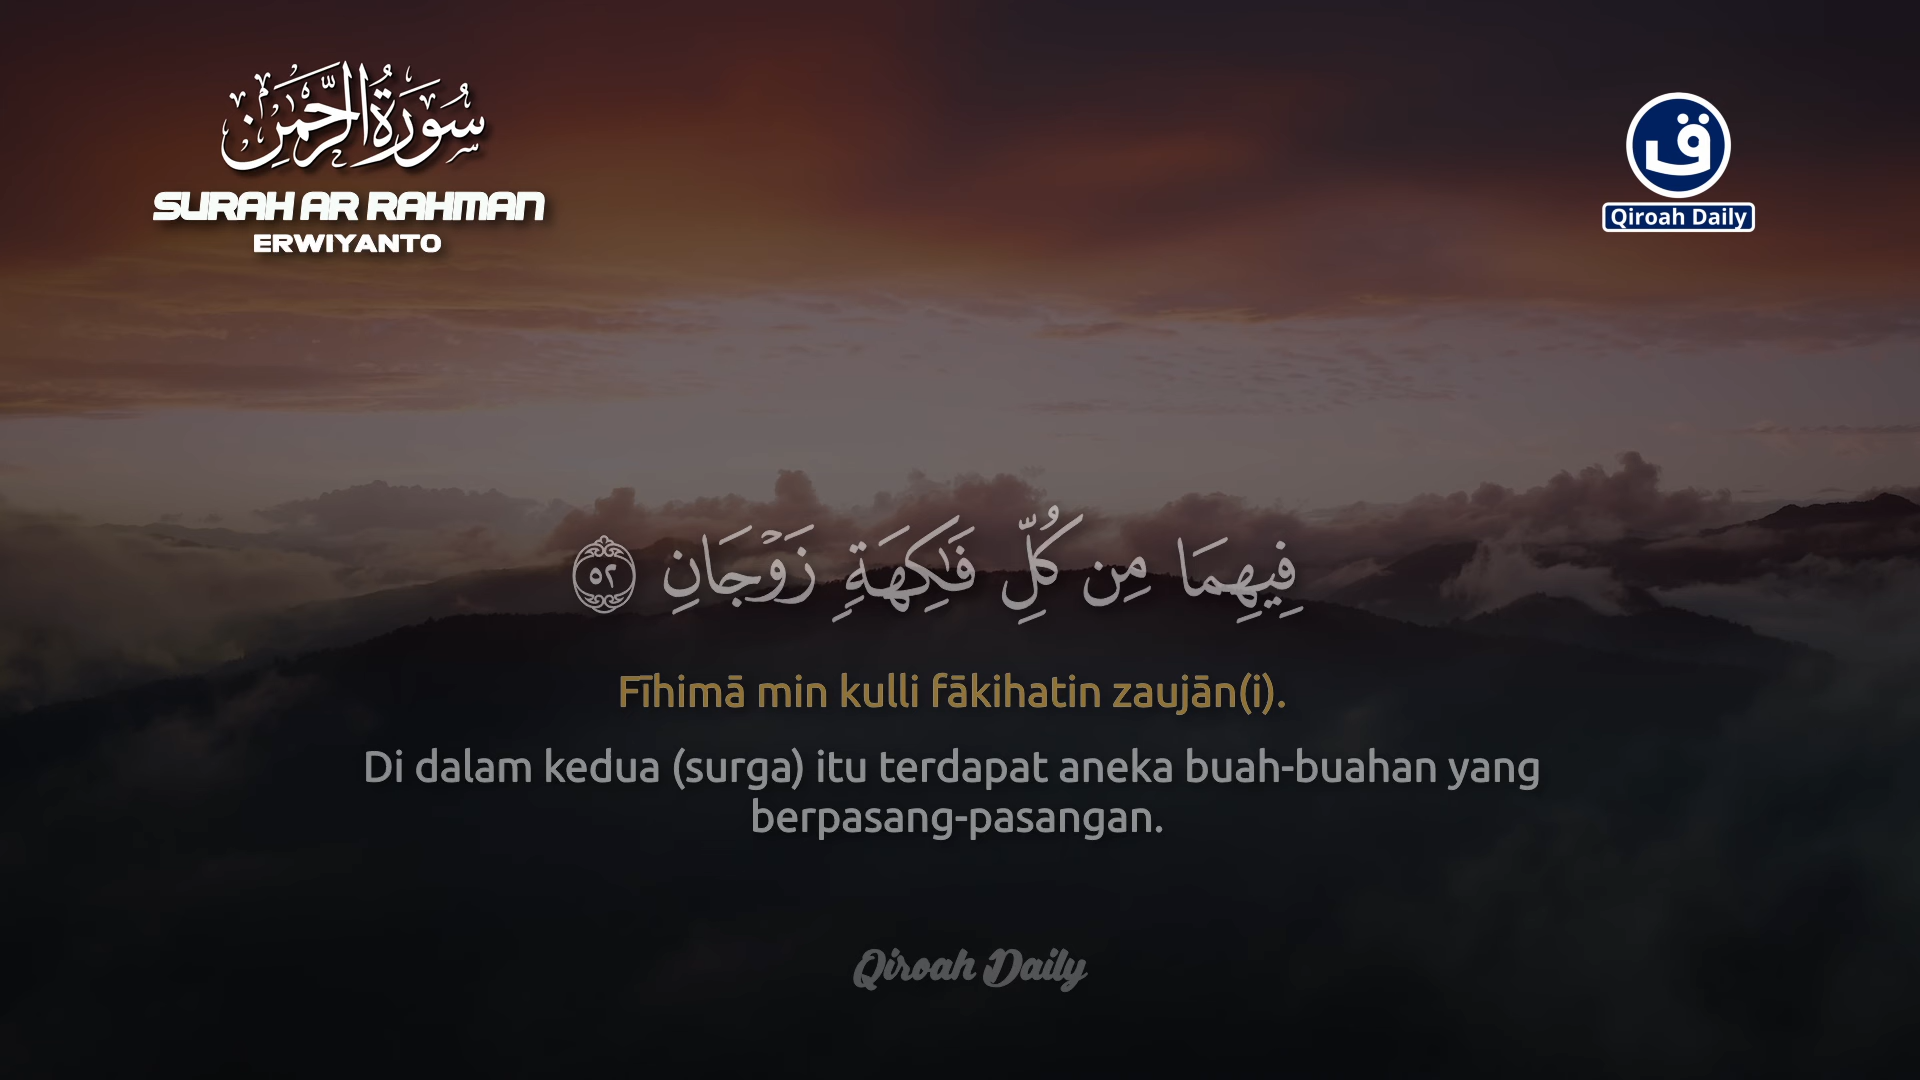 سُورَةُ الرَّحْمَٰنِ
SURAH AR RAHMAN
ERWIYANTO
ق
Qiroah Daily
فِيهِمَا مِن كُلِّ فَٰكِهَةٍ زَوْجَانِ ٥٢
Fīhimā min kulli fākihatin zaujān(i).
Di dalam kedua (surga) itu terdapat aneka buah-buahan yang
berpasang-pasangan.
Qiroah Daily